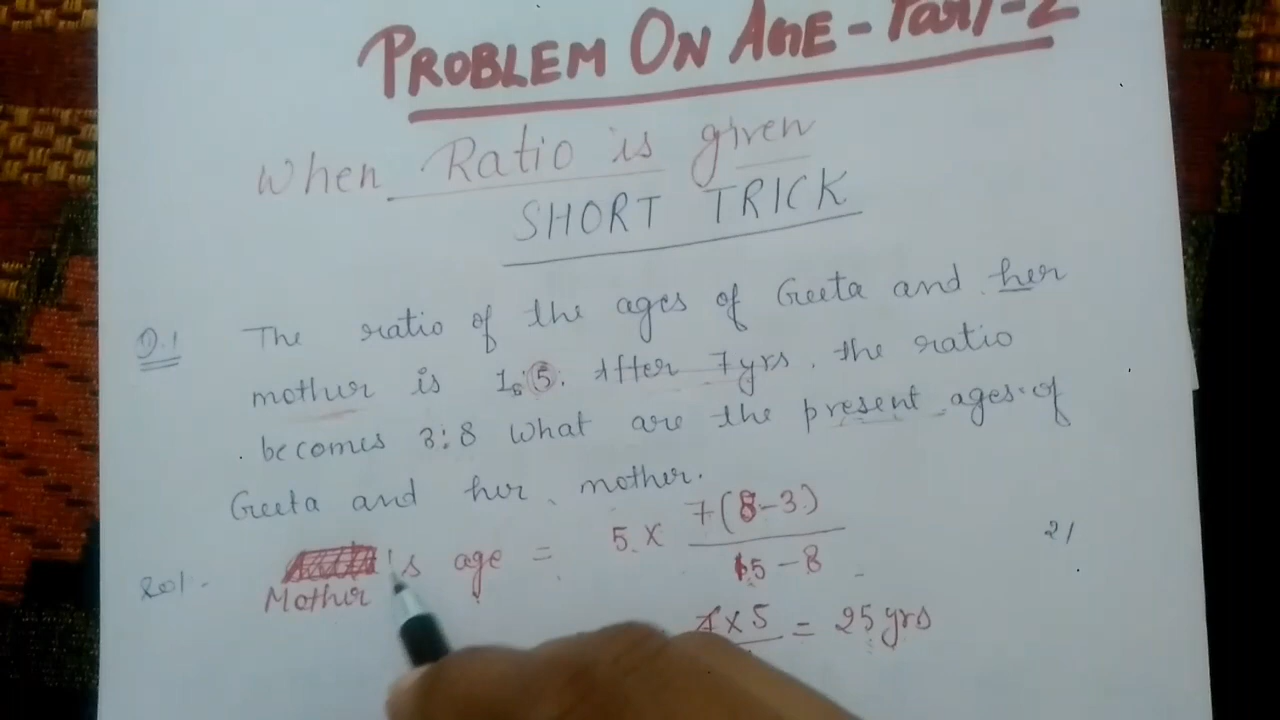 PROBLEM ON AGE - Part-2
When Ratio is given
SHORT TRICK
Q.1 The ratio of the ages of Geeta and her
mother is 1:5. After 7yrs. the ratio
becomes 3:8 What are the present ages of
Geeta and her mother.
Sol. 's age = 5 x 7(8-3)
15-8
Mother
7x5 = 25 yrs
2/